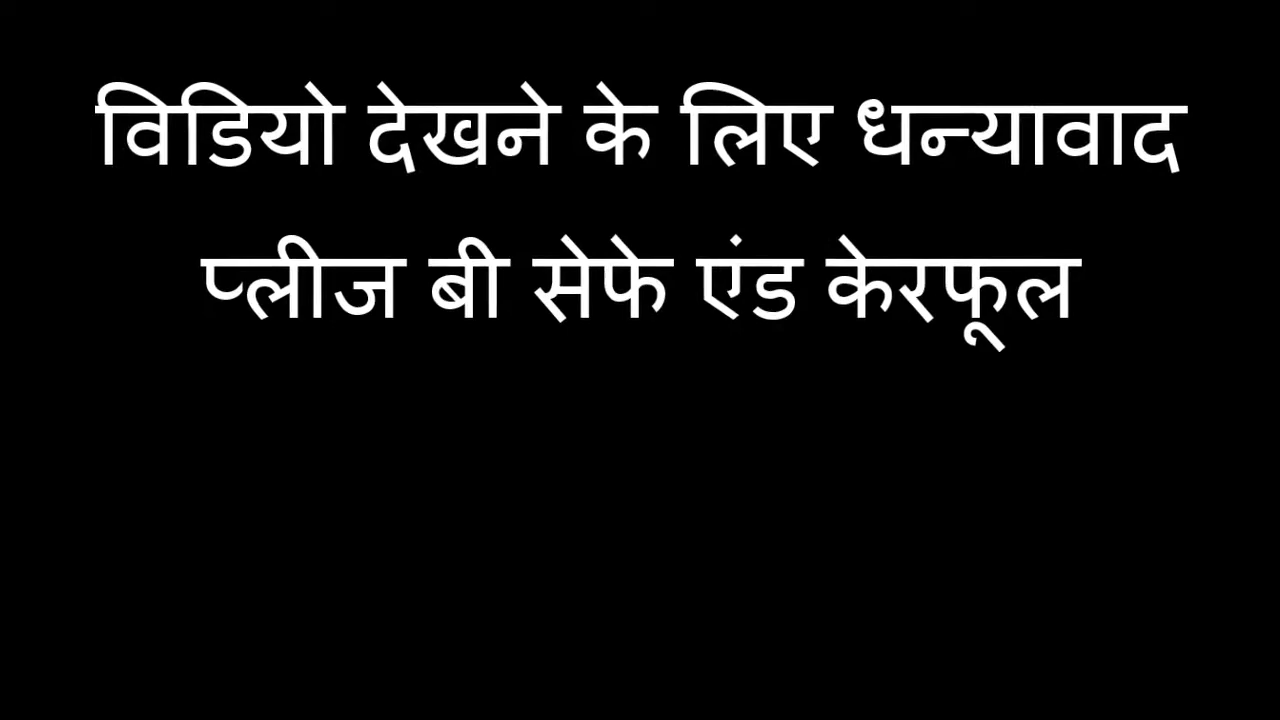 विडियो देखने के लिए धन्यावाद
प्लीज बी सेफे एंड केरफूल